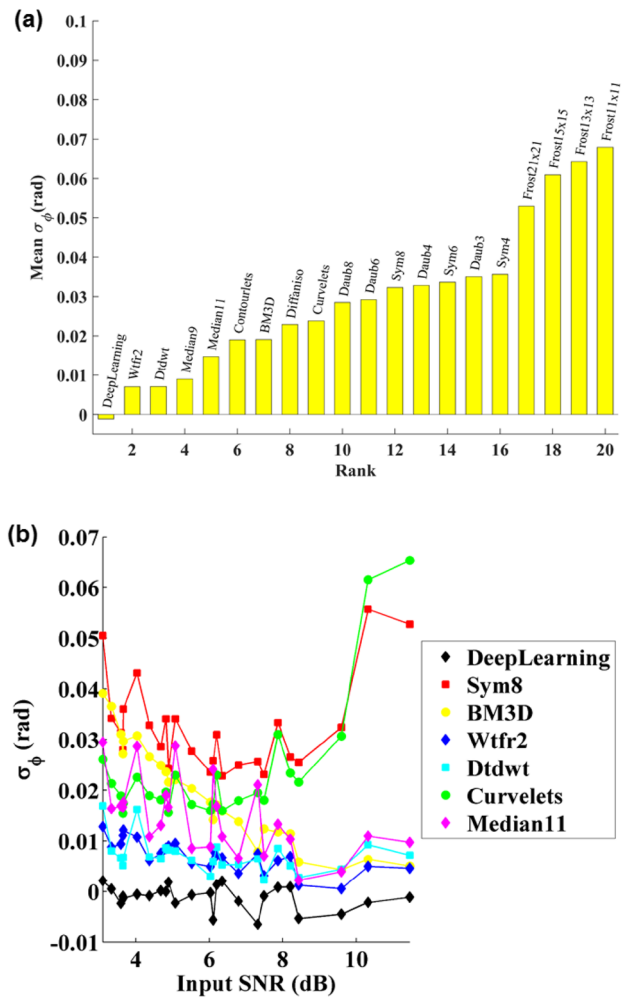 (a)
0.1
0.09
0.08
0.07
0.06
0.05
0.04
0.03
0.02
0.01
0
Mean σϕ(rad)
DeepLearning
Wtfr2
Dtdwt
Median9
Median11
Contourlets
BM3D
Diffaniso
Curvelets
Daub8
Daub6
Sym8
Daub4
Sym6
Daub3
Sym4
Frost21x21
Frost15x15
Frost13x13
Frost11x11
2 4 6 8 10 12 14 16 18 20
Rank
(b)
0.07
0.06
0.05
0.04
0.03
0.02
0.01
0
-0.01
σϕ (rad)
4 6 8 10
Input SNR (dB)
DeepLearning
Sym8
BM3D
Wtfr2
Dtdwt
Curvelets
Median11